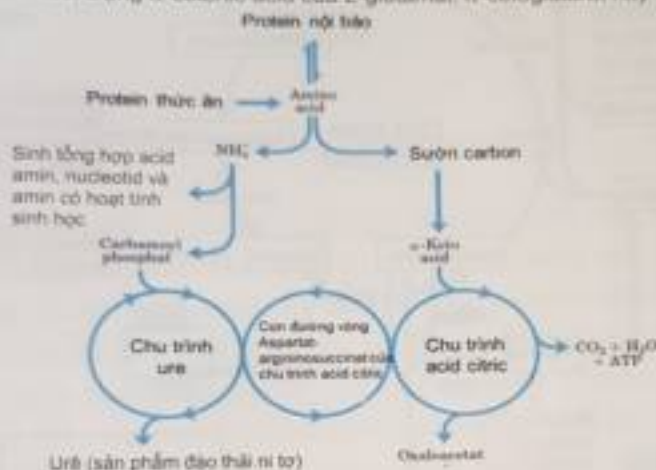 Protein nội bào
Protein thức ăn
Amino
acid
NH₄⁺
Sườn carbon
Sinh tổng hợp acid
amin, nucleotid và
amin có hoạt tính
sinh học
Carbamoyl
phosphat
α-Keto
acid
Chu trình
ure
Con đường vòng
Aspartat-
argininosuccinat của
chu trình acid citric
Chu trình
acid citric
CO₂ + H₂O
+ ATP
Urê (sản phẩm đào thải ni tơ)
Oxaloacetat